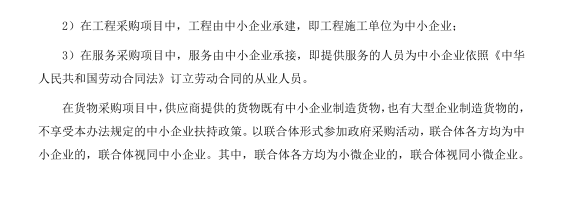 2）在工程采购项目中，工程由中小企业承建，即工程施工单位为中小企业；
3）在服务采购项目中，服务由中小企业承接，即提供服务的人员为中小企业依照《中华
人民共和国劳动合同法》订立劳动合同的从业人员。
在货物采购项目中，供应商提供的货物既有中小企业制造货物，也有大型企业制造货物的，
不享受本办法规定的中小企业扶持政策。以联合体形式参加政府采购活动，联合体各方均为中
小企业的，联合体视同中小企业。其中，联合体各方均为小微企业的，联合体视同小微企业。